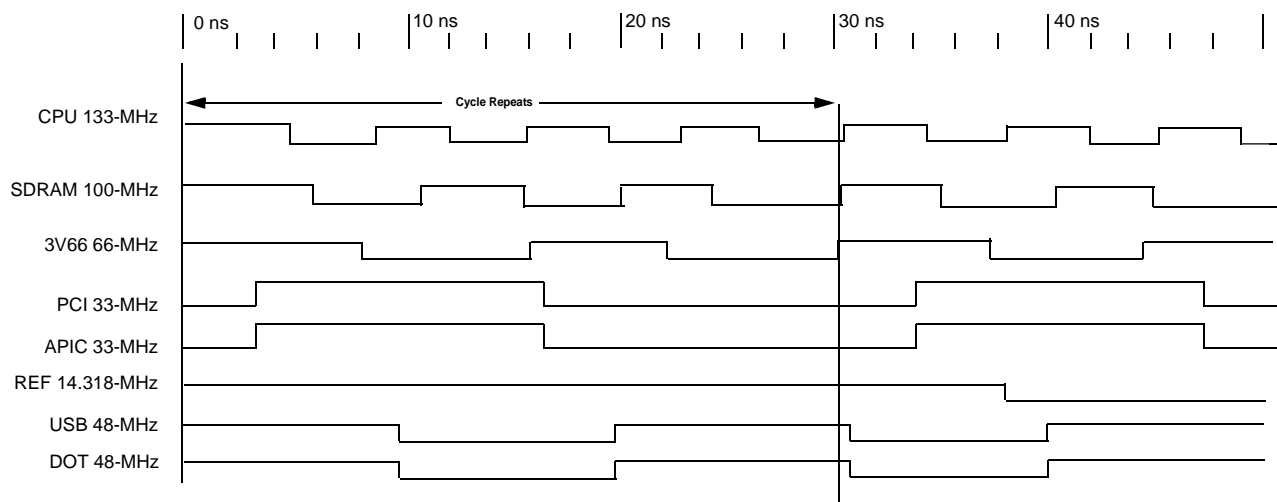 0 ns
10 ns
20 ns
30 ns
40 ns
Cycle Repeats
CPU 133-MHz
SDRAM 100-MHz
3V66 66-MHz
PCI 33-MHz
APIC 33-MHz
REF 14.318-MHz
USB 48-MHz
DOT 48-MHz